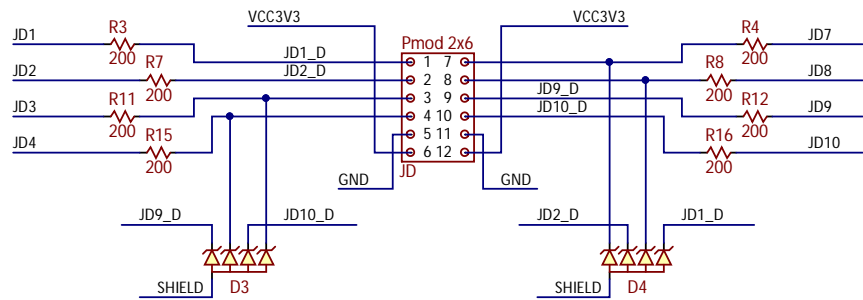 VCC3V3 VCC3V3
JD1 R3 200 JD1_D Pmod 2x6 R4 200 JD7
1 7
JD2 R7 200 JD2_D 2 8 R8 200 JD8
JD3 R11 200 3 9 JD9_D R12 200 JD9
4 10 JD10_D
JD4 R15 200 5 11 R16 200 JD10
6 12
JD
GND GND
JD9_D JD10_D JD2_D JD1_D
SHIELD D3 SHIELD D4